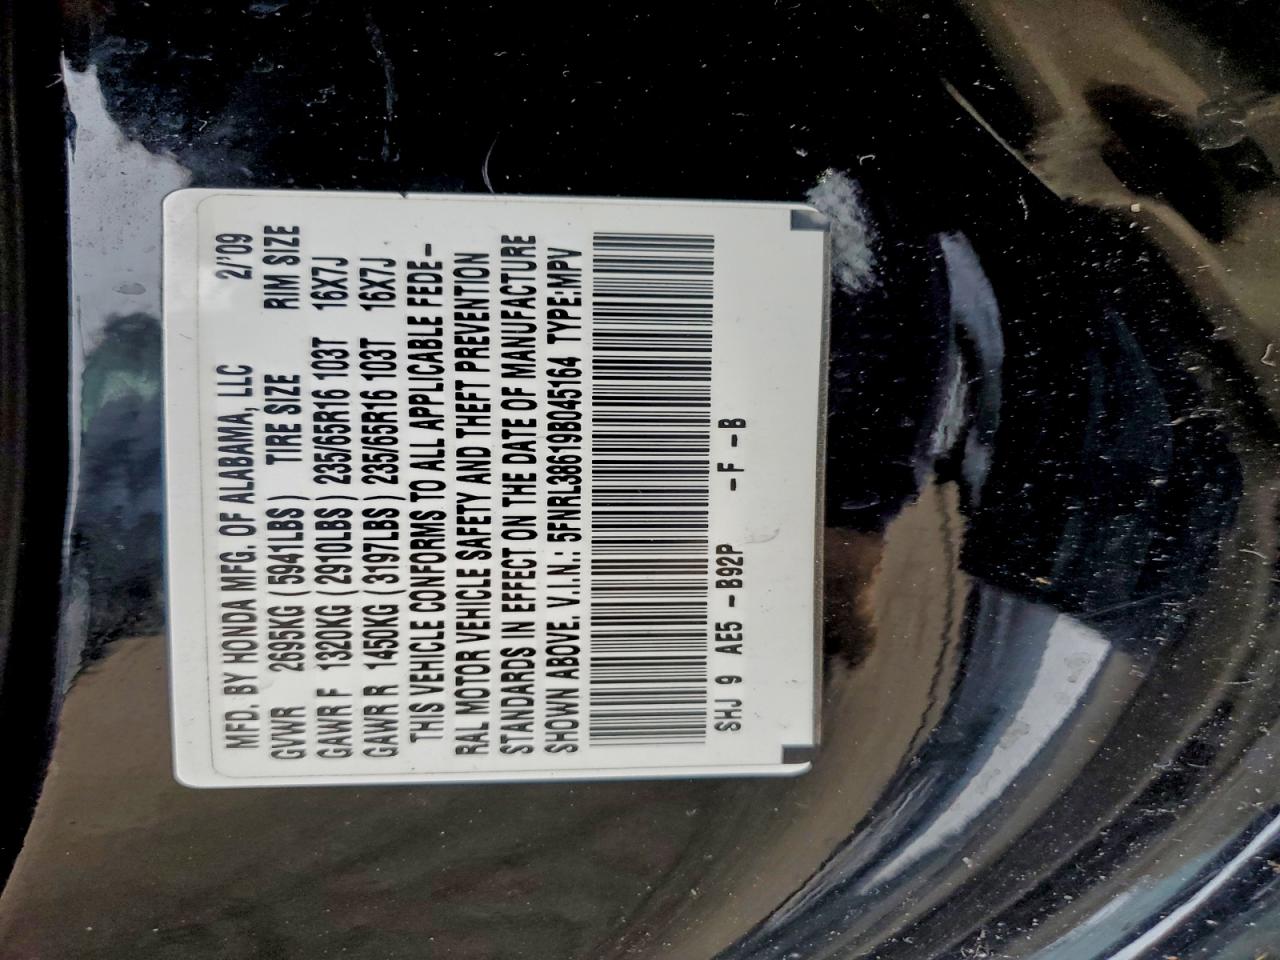 MFD. BY HONDA MFG. OF ALABAMA, LLC 2/'09
GVWR 2695KG (5941LBS) TIRE SIZE RIM SIZE
GAWR F 1320KG (2910LBS) 235/65R16 103T 16X7J
GAWR R 1450KG (3197LBS) 235/65R16 103T 16X7J
THIS VEHICLE CONFORMS TO ALL APPLICABLE FEDE-
RAL MOTOR VEHICLE SAFETY AND THEFT PREVENTION
STANDARDS IN EFFECT ON THE DATE OF MANUFACTURE
SHOWN ABOVE. V.I.N.: 5FNRL38619B045164 TYPE:MPV
SHJ 9 AE5 -B92P -F -B